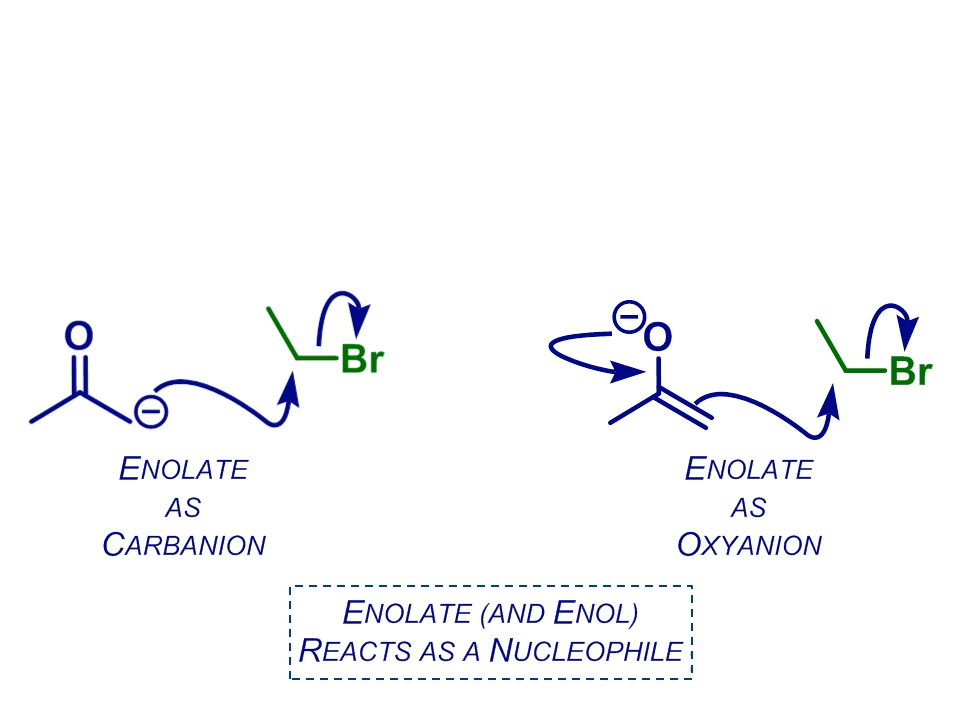 O
Br
O
Br
ENOLATE
AS
CARBANION
ENOLATE
AS
OXYANION
ENOLATE (AND ENOL)
REACTS AS A NUCLEOPHILE